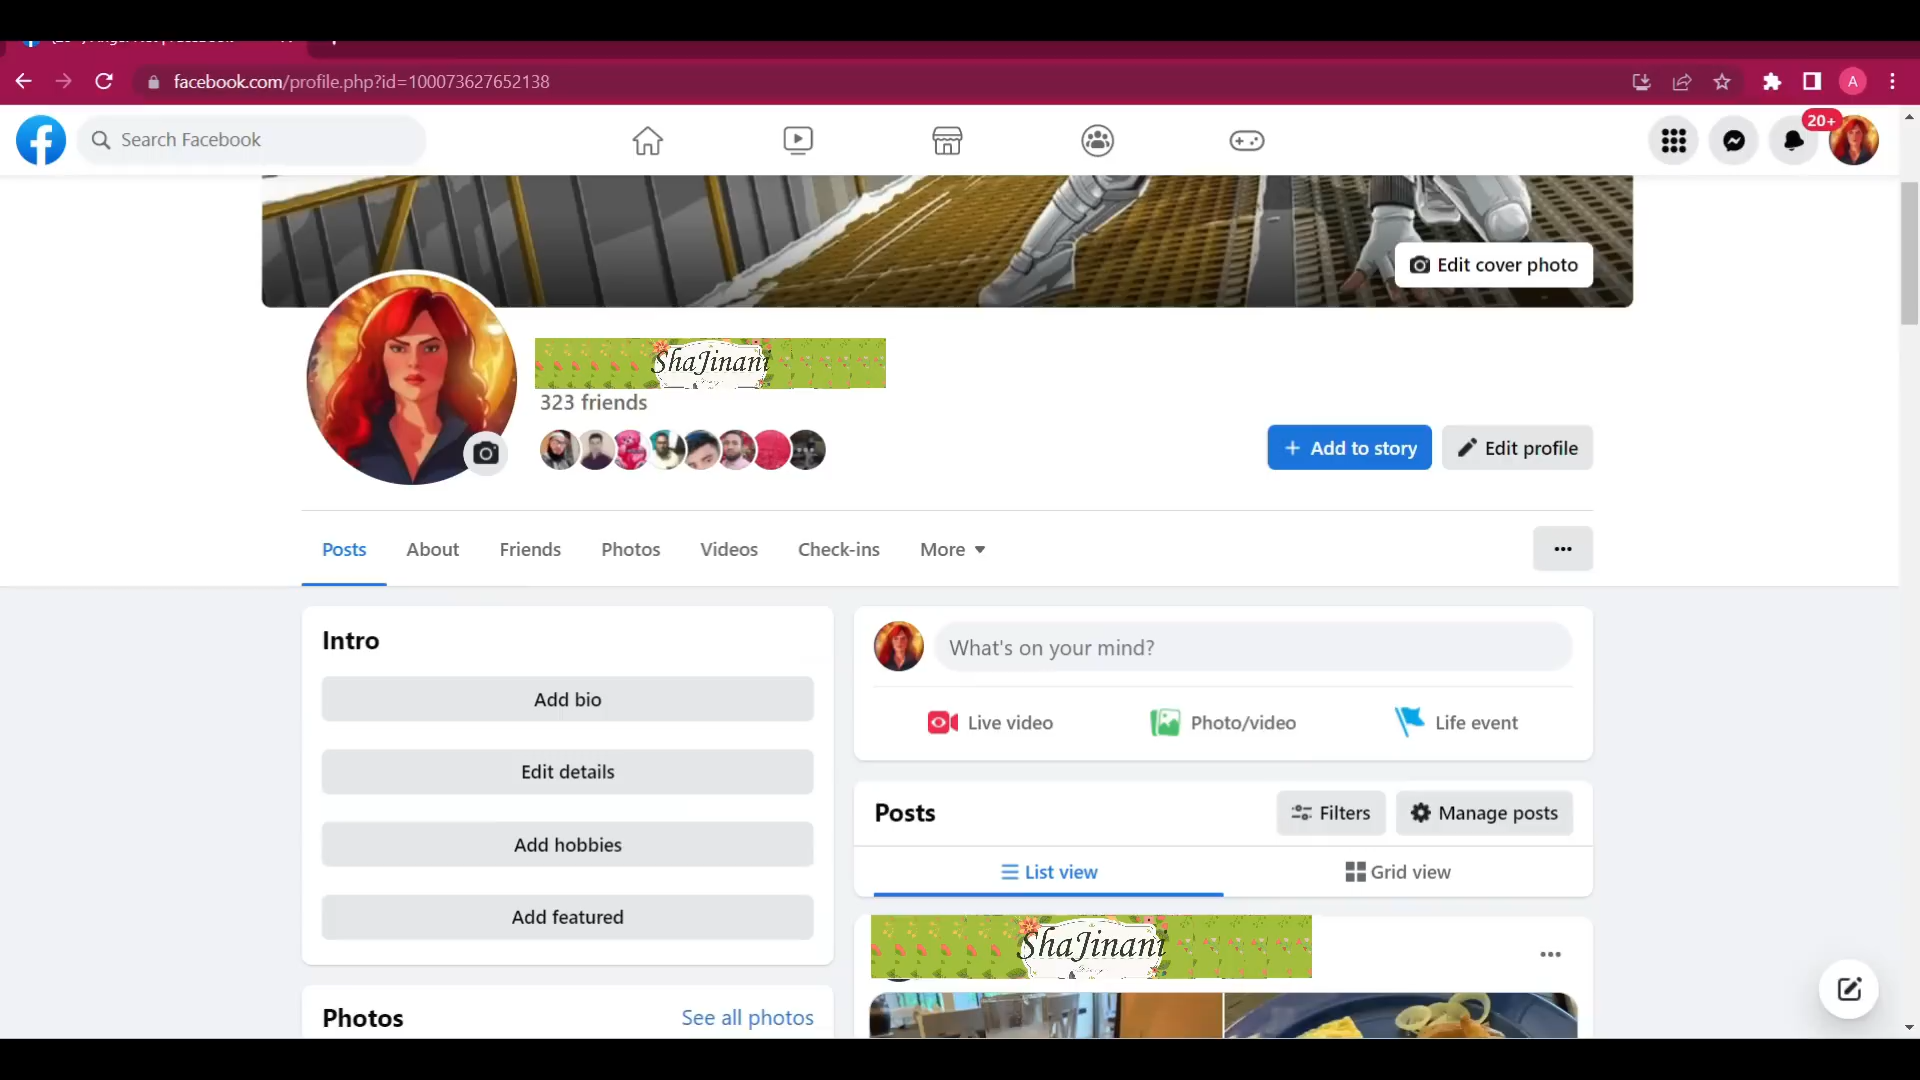 facebook.com/profile.php?id=100073627652138
A
Search Facebook
20+
Edit cover photo
ShaJinani
323 friends
+ Add to story
Edit profile
Posts
About
Friends
Photos
Videos
Check-ins
More
Intro
Add bio
Edit details
Add hobbies
Add featured
Photos
See all photos
What's on your mind?
Live video
Photo/video
Life event
Posts
Filters
Manage posts
List view
Grid view
ShaJinani